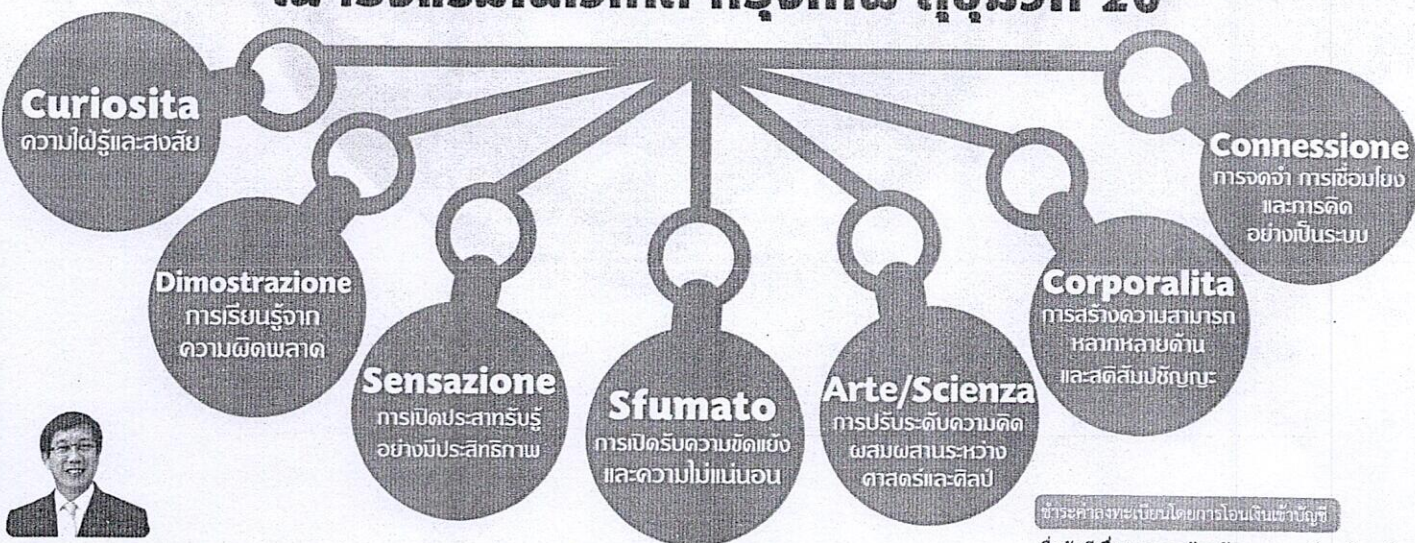 Curiosita
ความใฝ่รู้และสงสัย
Dimostrazione
การเรียนรู้จาก
ความผิดพลาด
Sensazione
การเปิดประสาทรับรู้
อย่างมีประสิทธิภาพ
Sfumato
การเปิดรับความขัดแย้ง
และความไม่แน่นอน
Arte/Scienza
การปรับระดับความคิด
ผสมผสานระหว่าง
ศาสตร์และศิลป์
Corporalita
การสร้างความสามารถ
หลากหลายด้าน
และสติสัมปชัญญะ
Connessione
การจดจำ การเชื่อมโยง
และการคิด
อย่างเป็นระบบ
ชำระค่าลงทะเบียนโดยการโอนเงินเข้าบัญชี